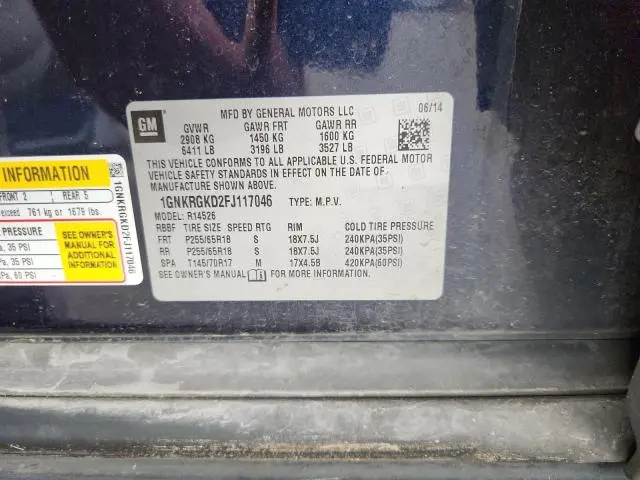 GM
MFD BY GENERAL MOTORS LLC 06/14
GVWR GAWR FRT GAWR RR
2908 KG 1450 KG 1600 KG
6411 LB 3196 LB 3527 LB
THIS VEHICLE CONFORMS TO ALL APPLICABLE U.S. FEDERAL MOTOR
VEHICLE SAFETY STANDARDS IN EFFECT ON THE DATE OF
MANUFACTURE SHOWN ABOVE.
1GNKRGKD2FJ117046 TYPE: M.P.V.
MODEL: R14526
RBBF TIRE SIZE SPEED RTG RIM COLD TIRE PRESSURE
FRT P255/65R18 S 18X7.5J 240KPA(35PSI)
RR P255/65R18 S 18X7.5J 240KPA(35PSI)
SPA T145/70R17 M 17X4.5B 420KPA(60PSI)
SEE OWNER'S MANUAL FOR MORE INFORMATION
INFORMATION
FRONT 2 REAR 5
exceed 761 kg or 1679 lbs.
PRESSURE
35 PSI
35 PSI
60 PSI
SEE OWNER'S
MANUAL FOR
ADDITIONAL
INFORMATION
1GNKRGKD2FJ117046